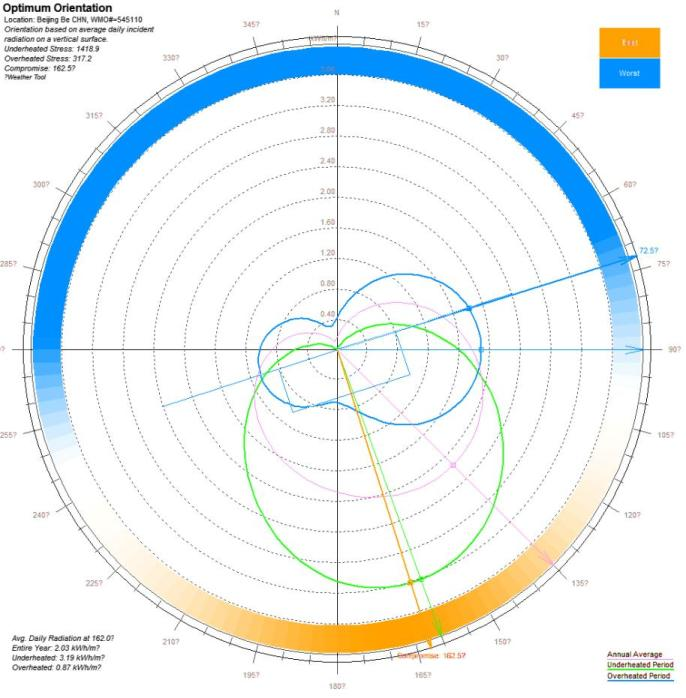 Optimum Orientation
Location: Beijing Be CHN, WMO#=545110
Orientation based on average daily incident
radiation on a vertical surface.
Underheated Stress: 1418.9
Overheated Stress: 317.2
Compromise: 162.5?
?Weather Tool
N
15?
30?
45?
60?
72.5?
75?
90?
105?
120?
135?
150?
165?
180?
195?
210?
225?
240?
255?
285?
300?
315?
330?
345?
Best
Worst
3.20
2.80
2.40
2.00
1.60
1.20
0.80
0.40
Compromise: 162.5?
Avg. Daily Radiation at 162.0?
Entire Year: 2.03 kWh/m?
Underheated: 3.19 kWh/m?
Overheated: 0.87 kWh/m?
Annual Average
Underheated Period
Overheated Period